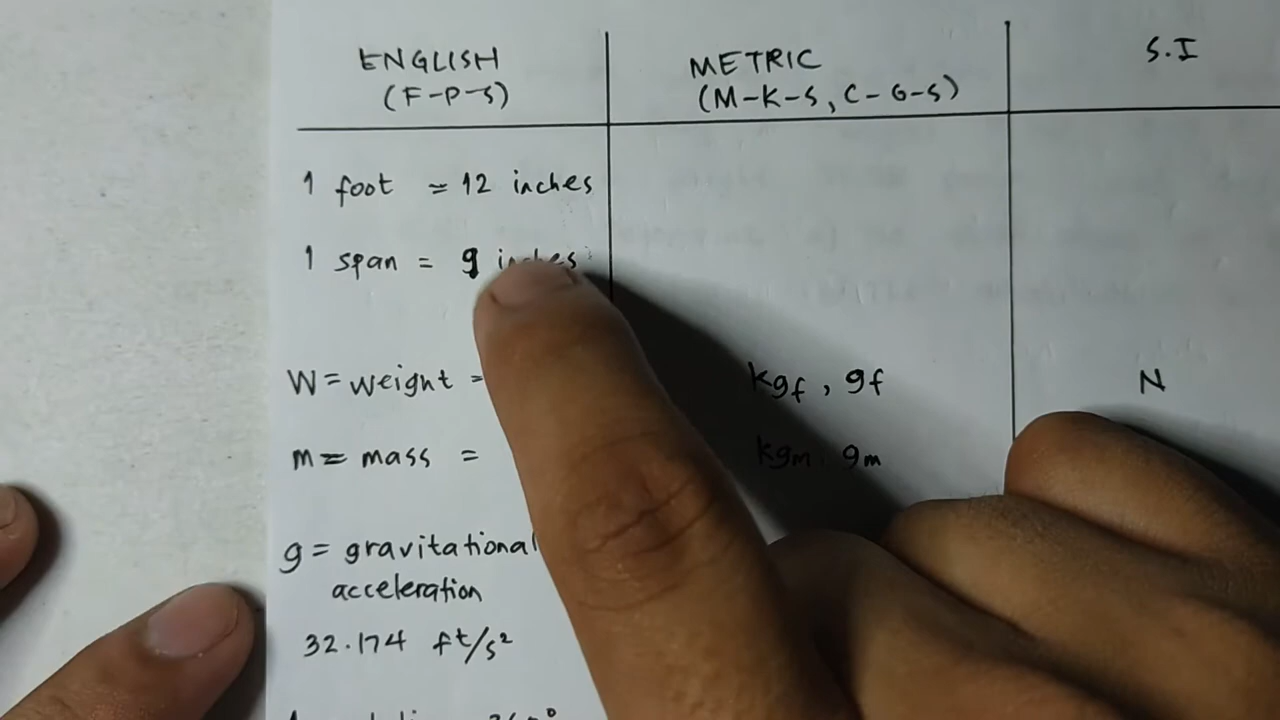 ENGLISH
(F-P-S)
METRIC
(M-K-S, C-G-S)
S.I
1 foot = 12 inches
1 span = 9 inches
W = weight =
kgf, gf
N
m = mass =
kgm, gm
g = gravitational
acceleration
32.174 ft/s²